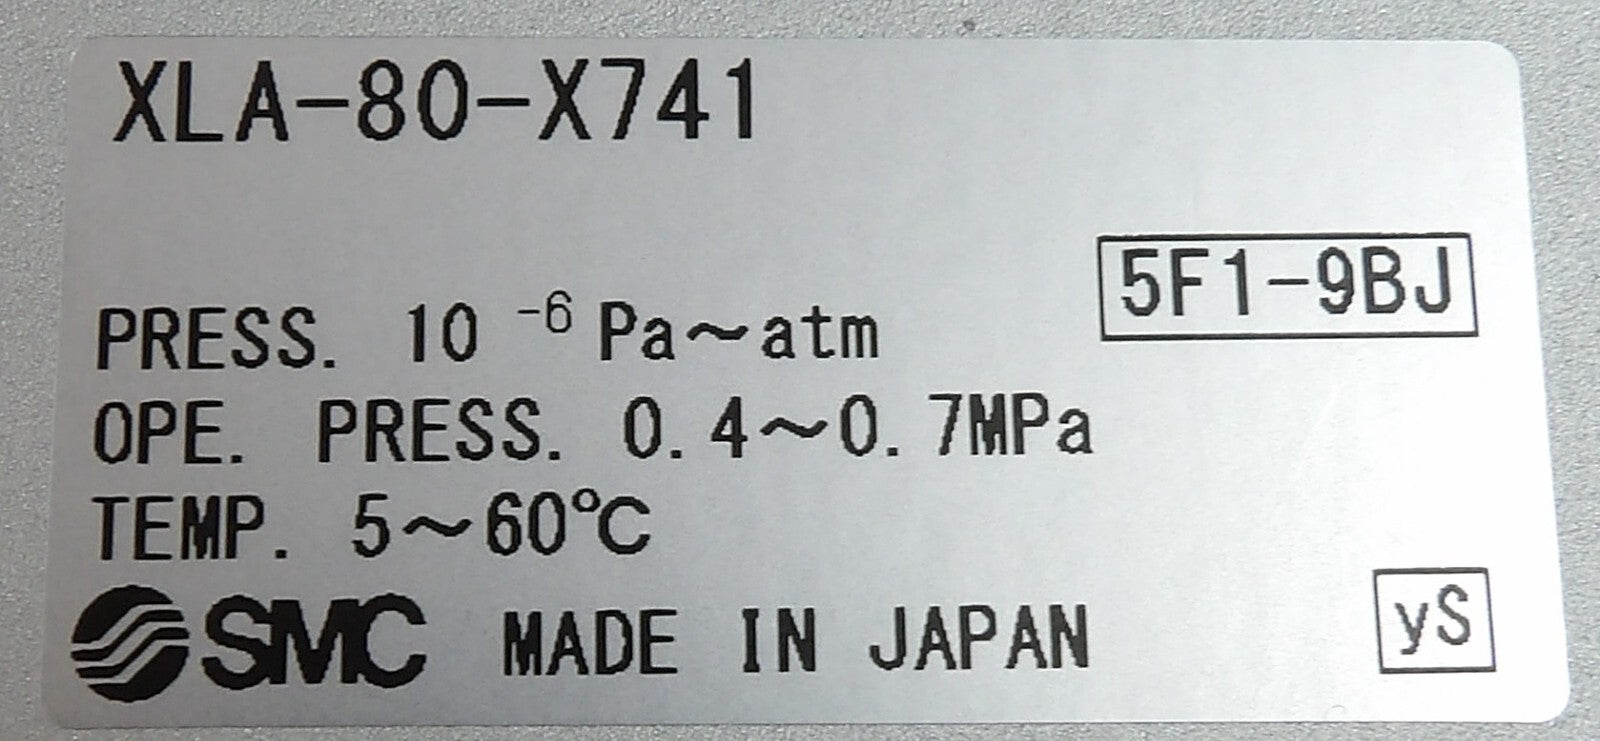 XLA-80-X741
5F1-9BJ
PRESS. 10⁻⁶ Pa~atm
OPE. PRESS. 0.4~0.7MPa
TEMP. 5~60℃
SMC MADE IN JAPAN
yS